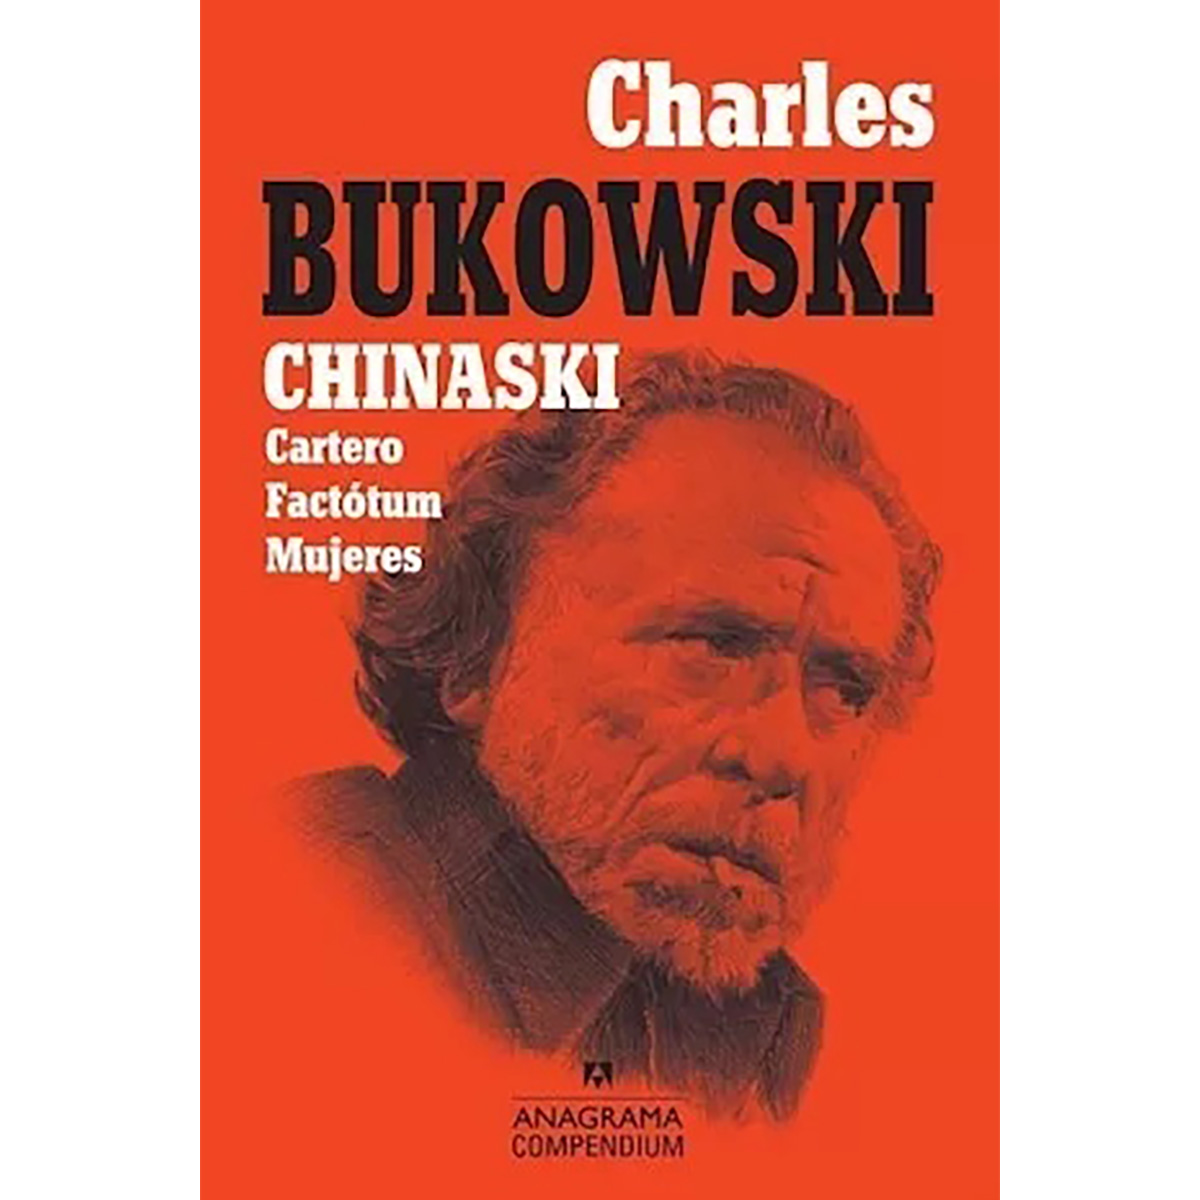 Charles
BUKOWSKI
CHINASKI
Cartero
Factótum
Mujeres
ANAGRAMA
COMPENDIUM